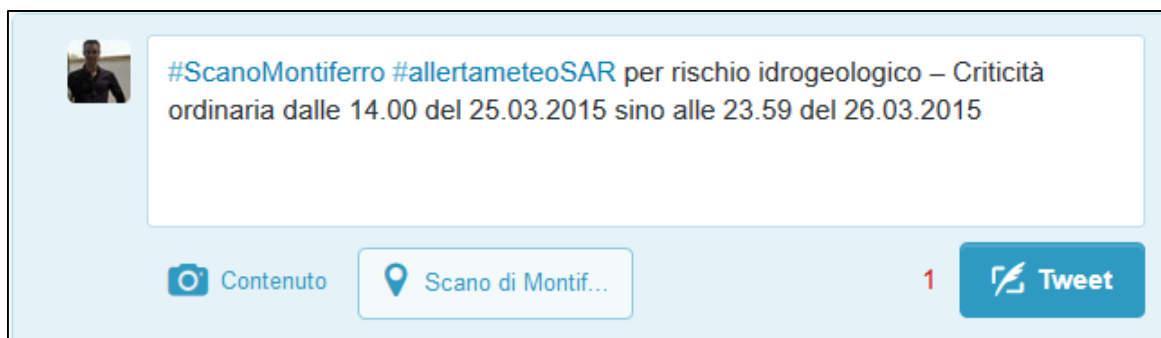 #ScanoMontiferro #allertameteoSAR per rischio idrogeologico – Criticità
ordinaria dalle 14.00 del 25.03.2015 sino alle 23.59 del 26.03.2015
Contenuto
Scano di Montif...
1
Tweet